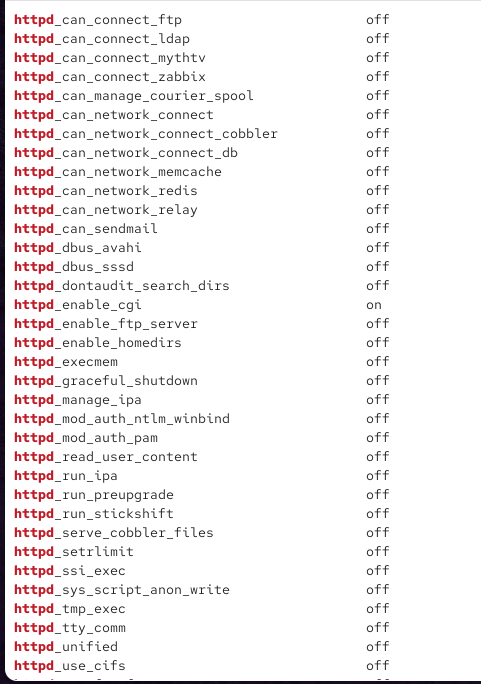 httpd_can_connect_ftp off
httpd_can_connect_ldap off
httpd_can_connect_mythtv off
httpd_can_connect_zabbix off
httpd_can_manage_courier_spool off
httpd_can_network_connect off
httpd_can_network_connect_cobbler off
httpd_can_network_connect_db off
httpd_can_network_memcache off
httpd_can_network_redis off
httpd_can_network_relay off
httpd_can_sendmail off
httpd_dbus_avahi off
httpd_dbus_sssd off
httpd_dontaudit_search_dirs off
httpd_enable_cgi on
httpd_enable_ftp_server off
httpd_enable_homedirs off
httpd_execmem off
httpd_graceful_shutdown off
httpd_manage_ipa off
httpd_mod_auth_ntlm_winbind off
httpd_mod_auth_pam off
httpd_read_user_content off
httpd_run_ipa off
httpd_run_preupgrade off
httpd_run_stickshift off
httpd_serve_cobbler_files off
httpd_setrlimit off
httpd_ssi_exec off
httpd_sys_script_anon_write off
httpd_tmp_exec off
httpd_tty_comm off
httpd_unified off
httpd_use_cifs off